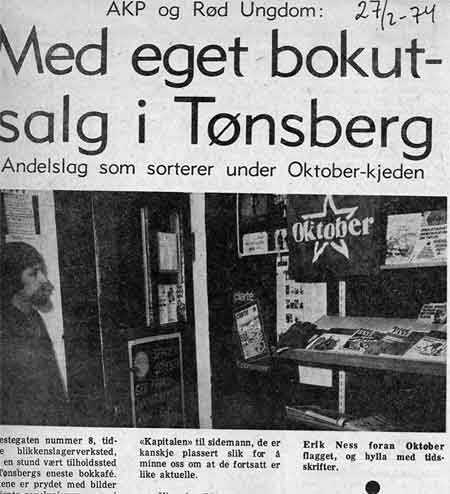 AKP og Rød Ungdom:
27/2-74
Med eget bokut-
salg i Tønsberg
Andelslag som sorterer under Oktober-kjeden
Oktober
estegaten nummer 8, tid-
e blikkenslagerverksted,
en stund vært tilholdssted
Tønsbergs eneste bokkafé.
ene er prydet med bilder
«Kapitalen» til sidemann, de er
kanskje plassert slik for å
minne oss om at de fortsatt er
like aktuelle.
Erik Ness foran Oktober
flagget, og hylla med tids-
skrifter.